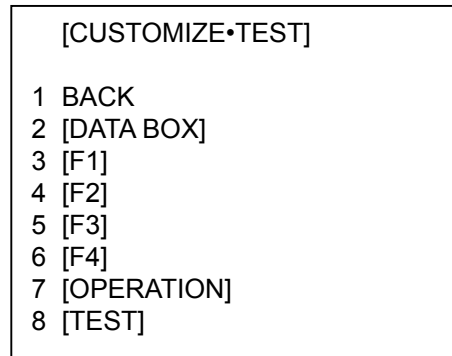 [CUSTOMIZE•TEST]
1 BACK
2 [DATA BOX]
3 [F1]
4 [F2]
5 [F3]
6 [F4]
7 [OPERATION]
8 [TEST]